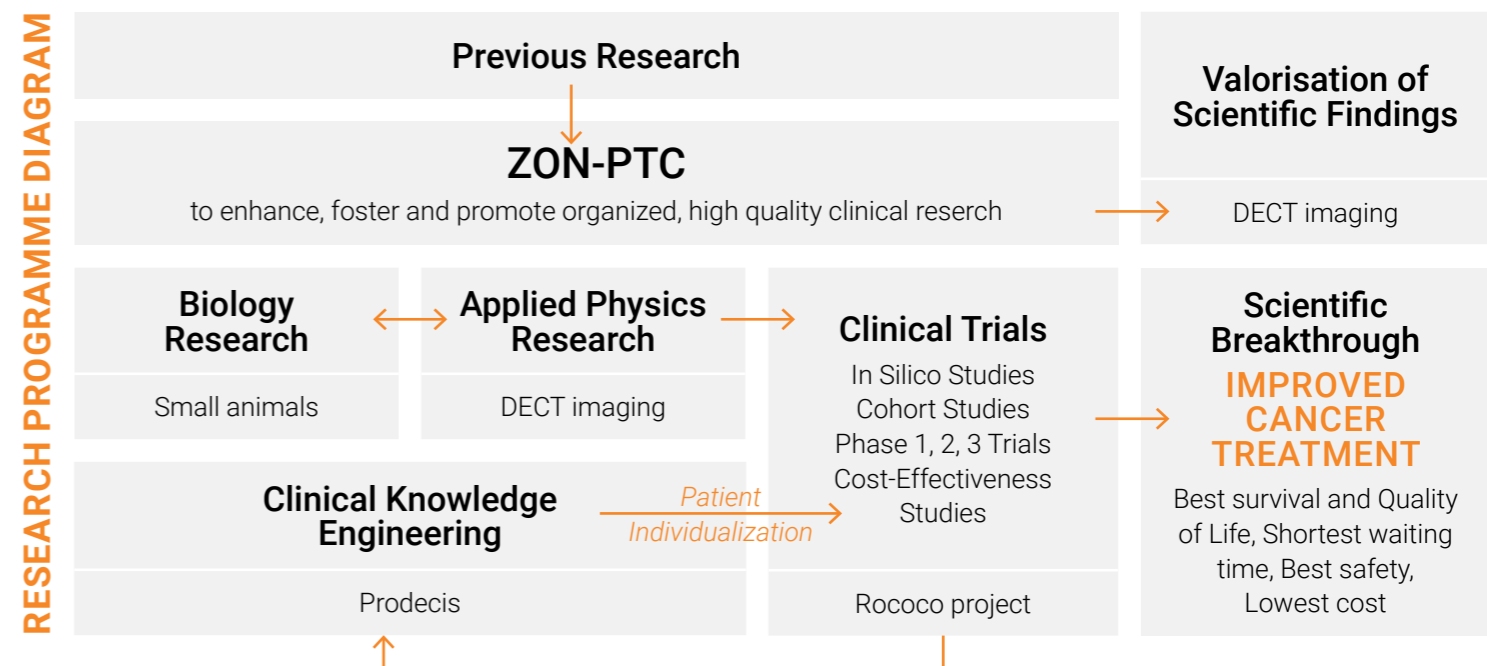 RESEARCH PROGRAMME DIAGRAM
Previous Research
ZON-PTC
to enhance, foster and promote organized, high quality clinical reserch
Valorisation of
Scientific Findings
DECT imaging
Biology
Research
Small animals
Applied Physics
Research
DECT imaging
Clinical Knowledge
Engineering
Prodecis
Patient
Individualization
Clinical Trials
In Silico Studies
Cohort Studies
Phase 1, 2, 3 Trials
Cost-Effectiveness
Studies
Rococo project
Scientific
Breakthrough
IMPROVED
CANCER
TREATMENT
Best survival and Quality
of Life, Shortest waiting
time, Best safety,
Lowest cost